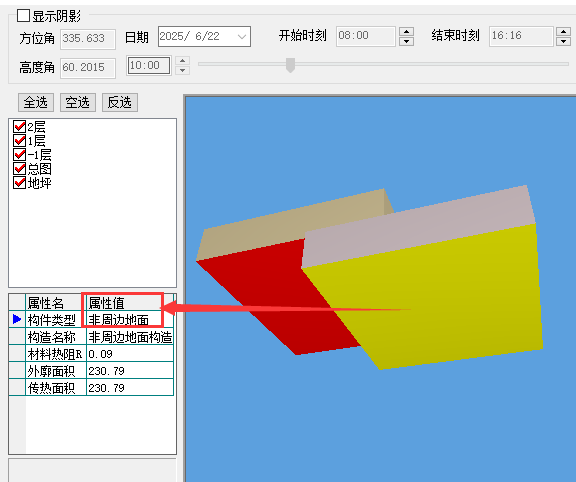 显示阴影
方位角 335.633 日期 2025/ 6/22 开始时刻 08:00 结束时刻 16:16
高度角 60.2015 10:00
全选 空选 反选
2层
1层
-1层
总图
地坪
属性名 属性值
构件类型 非周边地面
构造名称 非周边地面构造
材料热阻R 0.09
外廓面积 230.79
传热面积 230.79